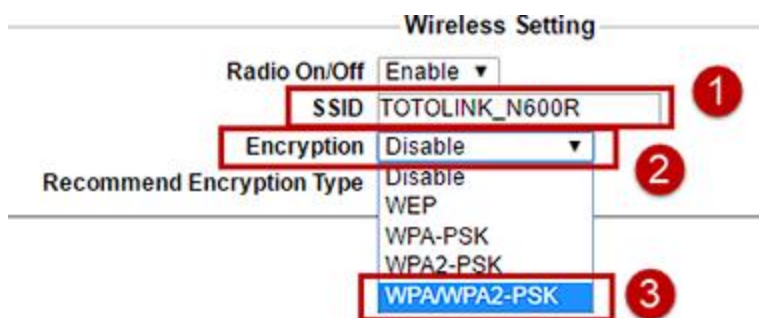 Wireless Setting
Radio On/Off Enable ▼
1
SSID TOTOLINK_N600R
Encryption Disable ▼
2
Recommend Encryption Type Disable
WEP
WPA-PSK
WPA2-PSK
WPA/WPA2-PSK 3